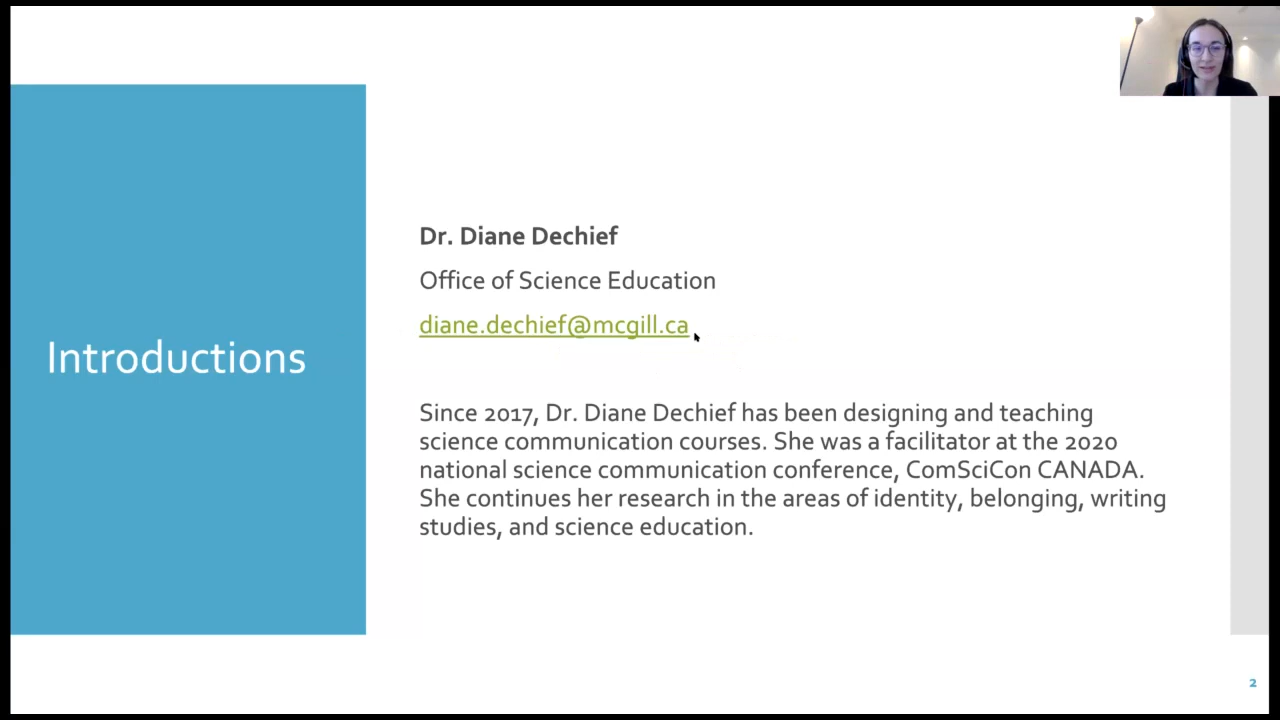 Introductions
Dr. Diane Dechief
Office of Science Education
diane.dechief@mcgill.ca
Since 2017, Dr. Diane Dechief has been designing and teaching
science communication courses. She was a facilitator at the 2020
national science communication conference, ComSciCon CANADA.
She continues her research in the areas of identity, belonging, writing
studies, and science education.
2